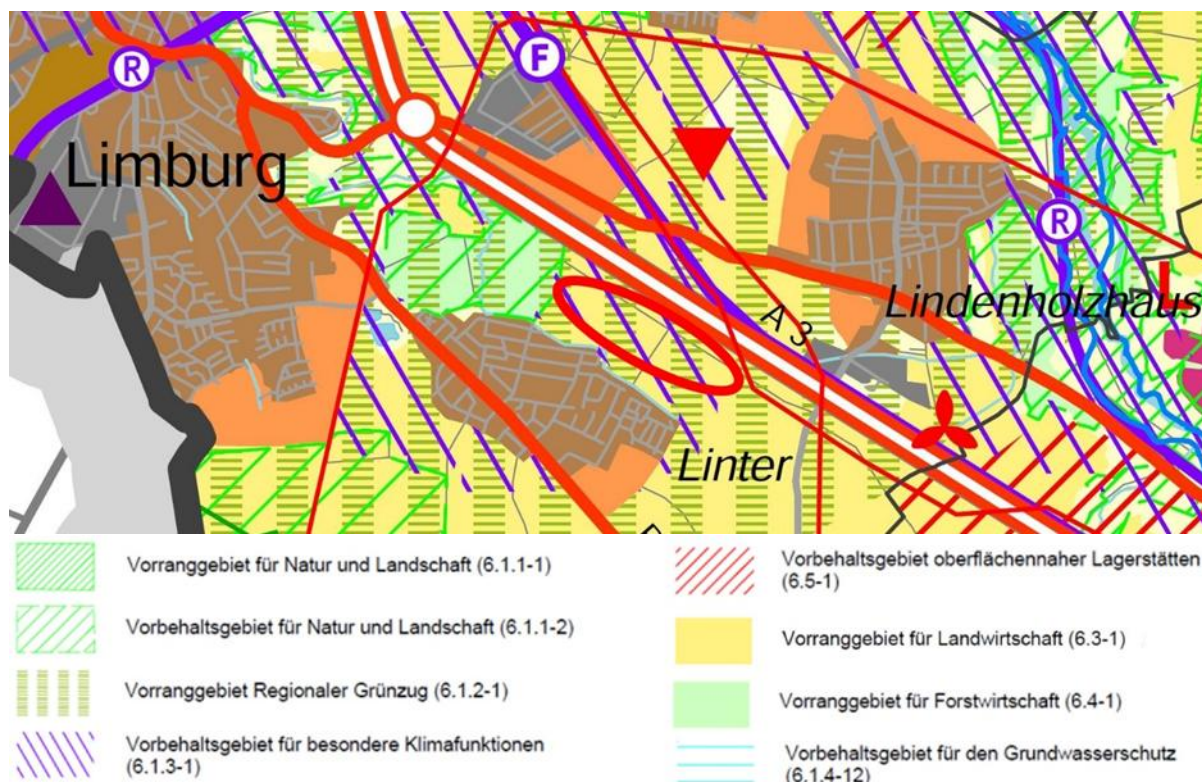 R
F
Limburg
R
A 3
Lindenholzhaus
Linter
Vorranggebiet für Natur und Landschaft (6.1.1-1)
Vorbehaltsgebiet für Natur und Landschaft (6.1.1-2)
Vorranggebiet Regionaler Grünzug (6.1.2-1)
Vorbehaltsgebiet für besondere Klimafunktionen
(6.1.3-1)
Vorbehaltsgebiet oberflächennaher Lagerstätten
(6.5-1)
Vorranggebiet für Landwirtschaft (6.3-1)
Vorranggebiet für Forstwirtschaft (6.4-1)
Vorbehaltsgebiet für den Grundwasserschutz
(6.1.4-12)